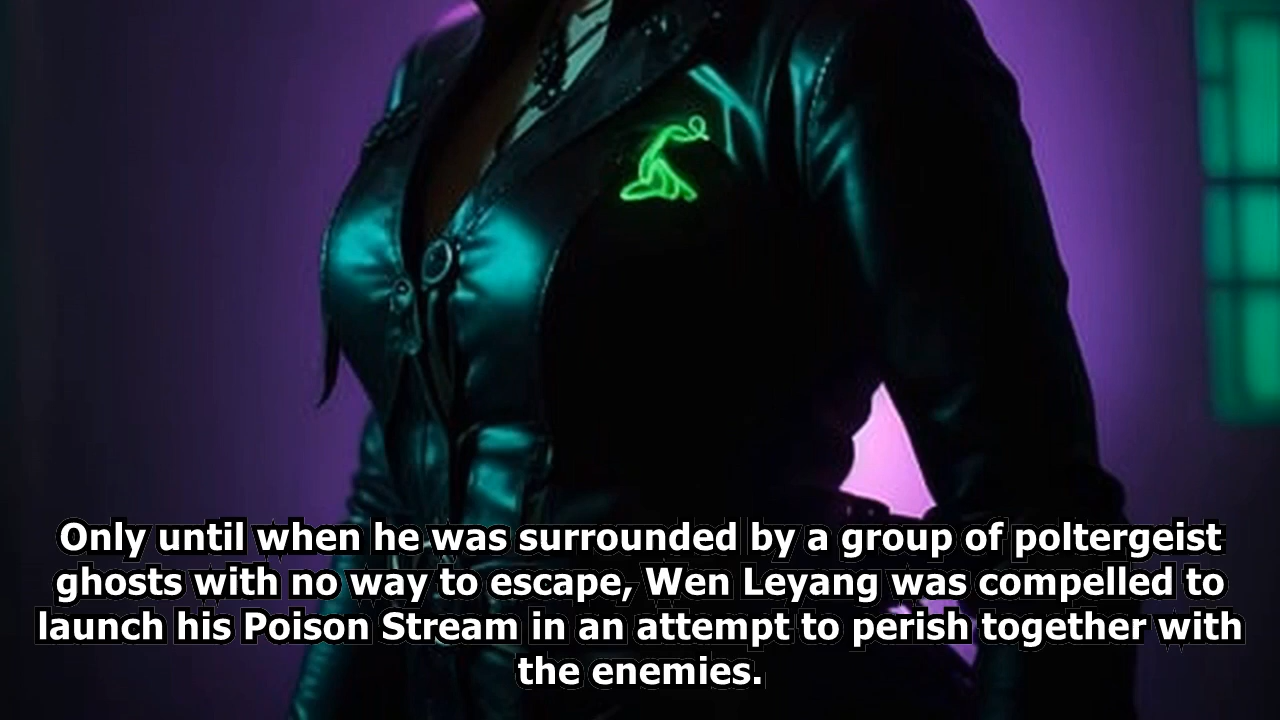 Only until when he was surrounded by a group of poltergeist
ghosts with no way to escape, Wen Leyang was compelled to
launch his Poison Stream in an attempt to perish together with
the enemies.